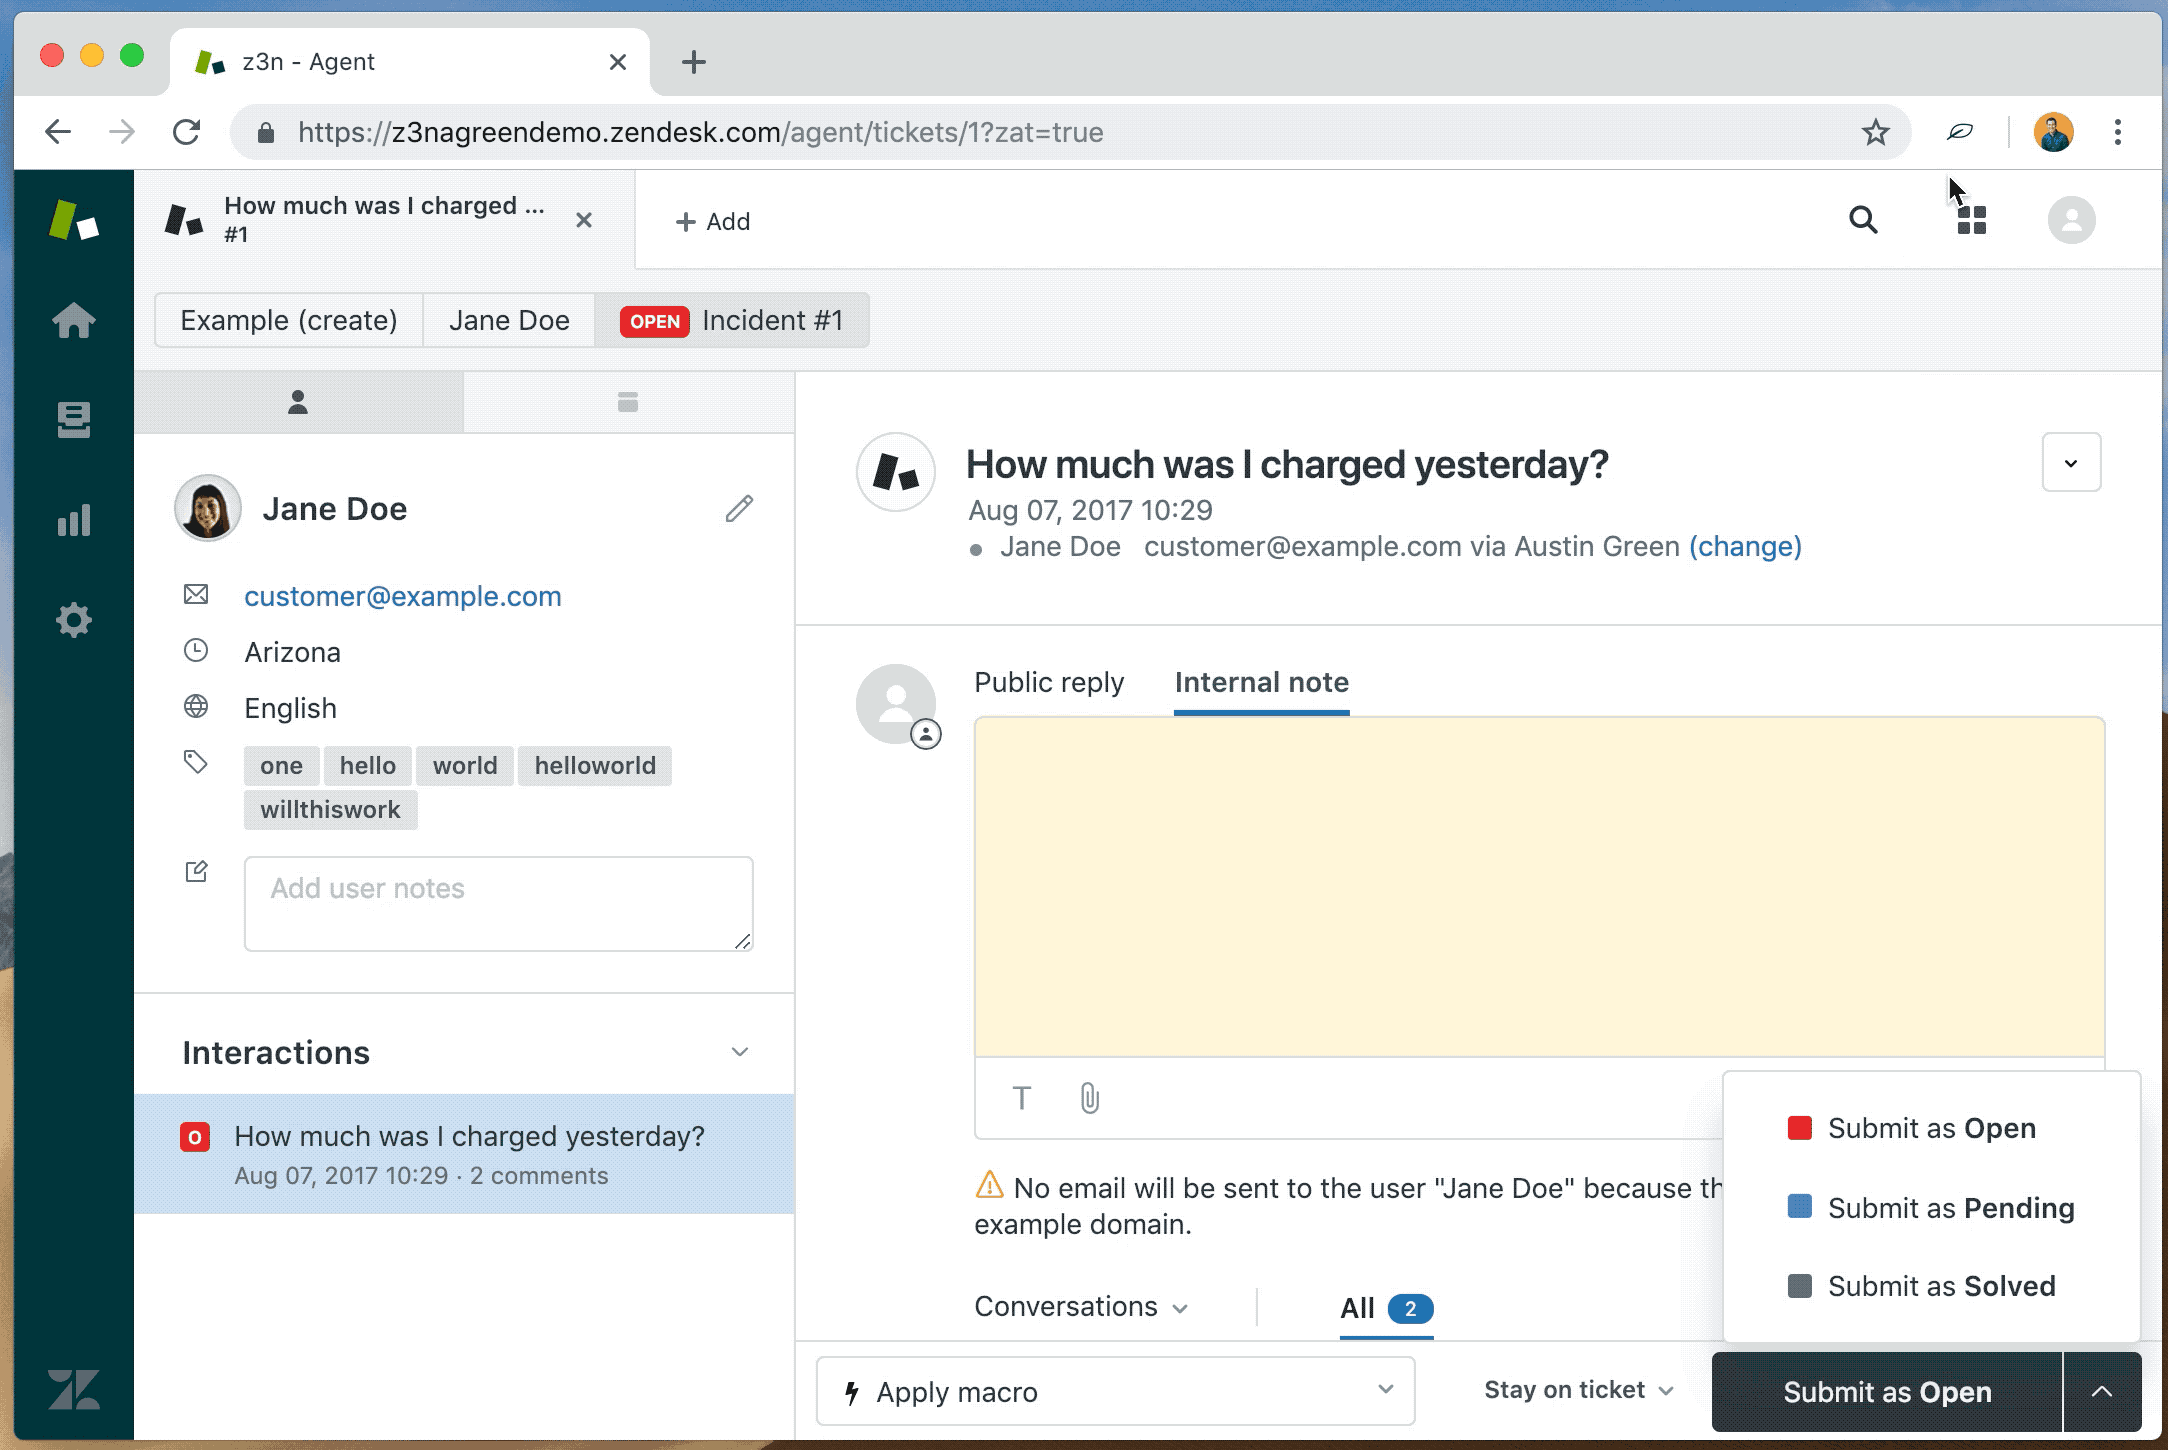 z3n - Agent
https://z3nagreendemo.zendesk.com/agent/tickets/1?zat=true
How much was I charged ...
#1
Add
Example (create)
Jane Doe
OPEN Incident #1
Jane Doe
customer@example.com
Arizona
English
one hello world helloworld
willthiswork
Add user notes
Interactions
O How much was I charged yesterday?
Aug 07, 2017 10:29 · 2 comments
How much was I charged yesterday?
Aug 07, 2017 10:29
Jane Doe customer@example.com via Austin Green (change)
Public reply Internal note
T
No email will be sent to the user "Jane Doe" because
example domain.
Conversations All 2
Submit as Open
Submit as Pending
Submit as Solved
Apply macro
Stay on ticket
Submit as Open